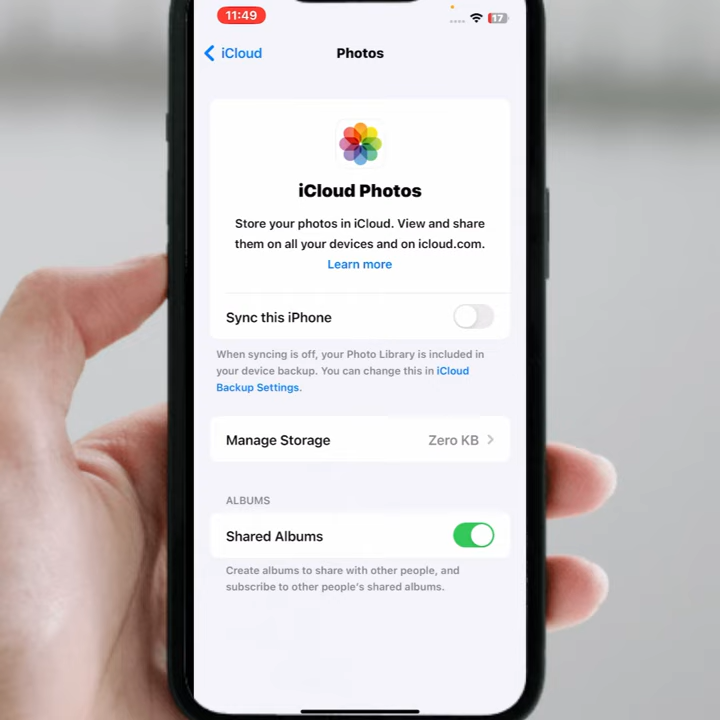 11:49
17
iCloud
Photos
iCloud Photos
Store your photos in iCloud. View and share
them on all your devices and on icloud.com.
Learn more
Sync this iPhone
When syncing is off, your Photo Library is included in
your device backup. You can change this in iCloud
Backup Settings.
Manage Storage Zero KB
ALBUMS
Shared Albums
Create albums to share with other people, and
subscribe to other people's shared albums.